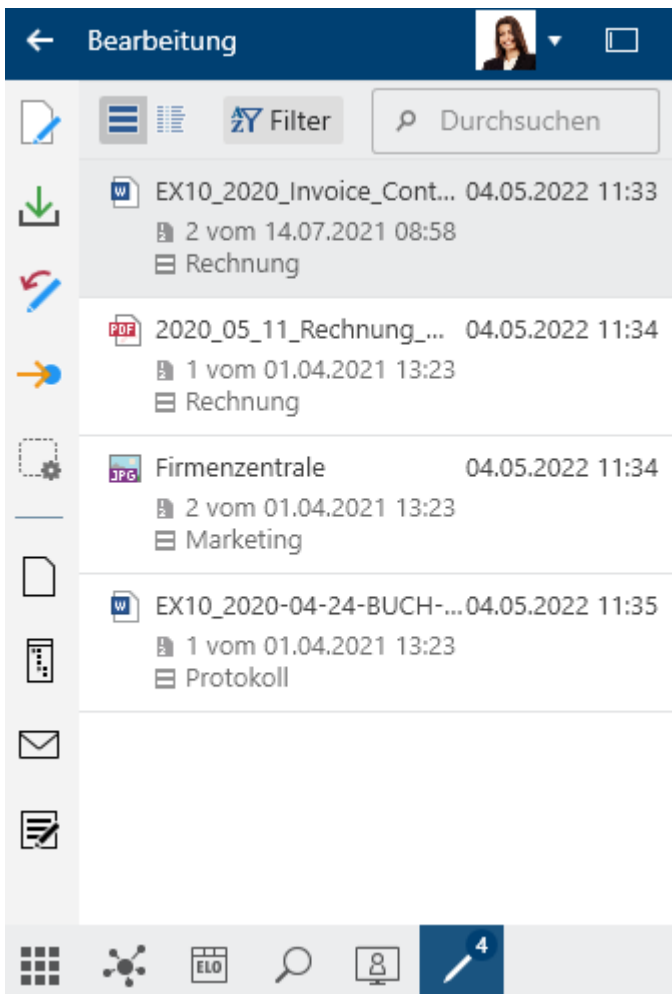 Bearbeitung
Filter
Durchsuchen
EX10_2020_Invoice_Cont... 04.05.2022 11:33
2 vom 14.07.2021 08:58
Rechnung
PDF 2020_05_11_Rechnung_... 04.05.2022 11:34
1 vom 01.04.2021 13:23
Rechnung
JPG Firmenzentrale 04.05.2022 11:34
2 vom 01.04.2021 13:23
Marketing
EX10_2020-04-24-BUCH-... 04.05.2022 11:35
1 vom 01.04.2021 13:23
Protokoll
ELO
4